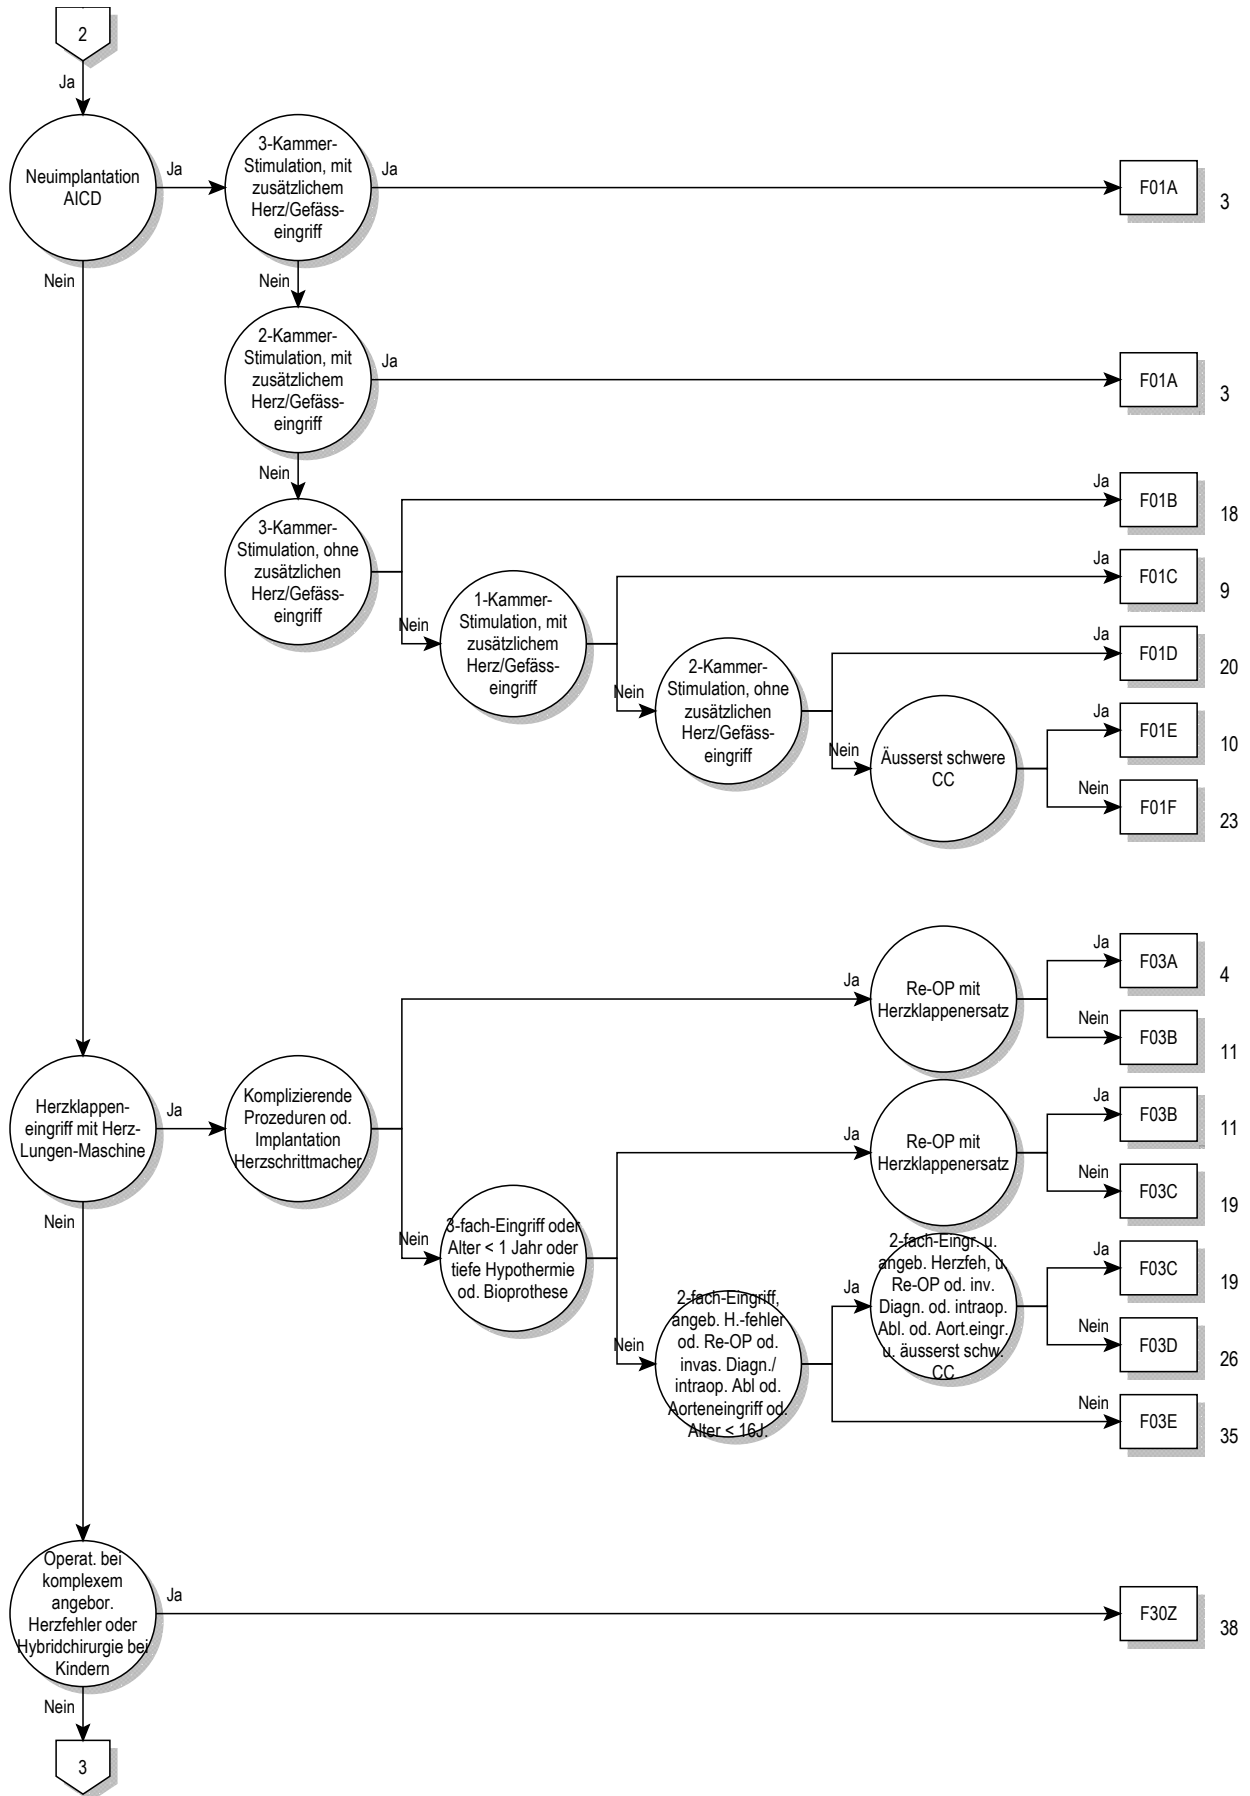 2
Ja
Neuimplantation
AICD
Ja
3-Kammer-
Stimulation, mit
zusätzlichem
Herz/Gefäss-
eingriff
Ja
F01A
3
Nein
Nein
2-Kammer-
Stimulation, mit
zusätzlichem
Herz/Gefäss-
eingriff
Ja
F01A
3
Nein
3-Kammer-
Stimulation, ohne
zusätzlichen
Herz/Gefäss-
eingriff
Ja
F01B
18
Nein
1-Kammer-
Stimulation, mit
zusätzlichem
Herz/Gefäss-
eingriff
Ja
F01C
9
Nein
2-Kammer-
Stimulation, ohne
zusätzlichen
Herz/Gefäss-
eingriff
Ja
F01D
20
Nein
Äusserst schwere
CC
Ja
F01E
10
Nein
F01F
23
Herzklappen-
eingriff mit Herz-
Lungen-Maschine
Ja
Komplizierende
Prozeduren od.
Implantation
Herzschrittmacher
Ja
Re-OP mit
Herzklappenersatz
Ja
F03A
4
Nein
F03B
11
Nein
3-fach-Eingriff oder
Alter < 1 Jahr oder
tiefe Hypothermie
od. Bioprothese
Ja
Re-OP mit
Herzklappenersatz
Ja
F03B
11
Nein
F03C
19
Nein
2-fach-Eingriff,
angeb. H.-fehler
od. Re-OP od.
invas. Diagn./
intraop. Abl od.
Aorteneingriff od.
Alter < 16J.
Ja
2-fach-Eingr. u.
angeb. Herzfeh, u.
Re-OP od. inv.
Diagn. od. intraop.
Abl. od. Aort.eingr.
u. äusserst schw.
CC
Ja
F03C
19
Nein
F03D
26
Nein
F03E
35
Nein
Operat. bei
komplexem
angebor.
Herzfehler oder
Hybridchirurgie bei
Kindern
Ja
F30Z
38
Nein
3